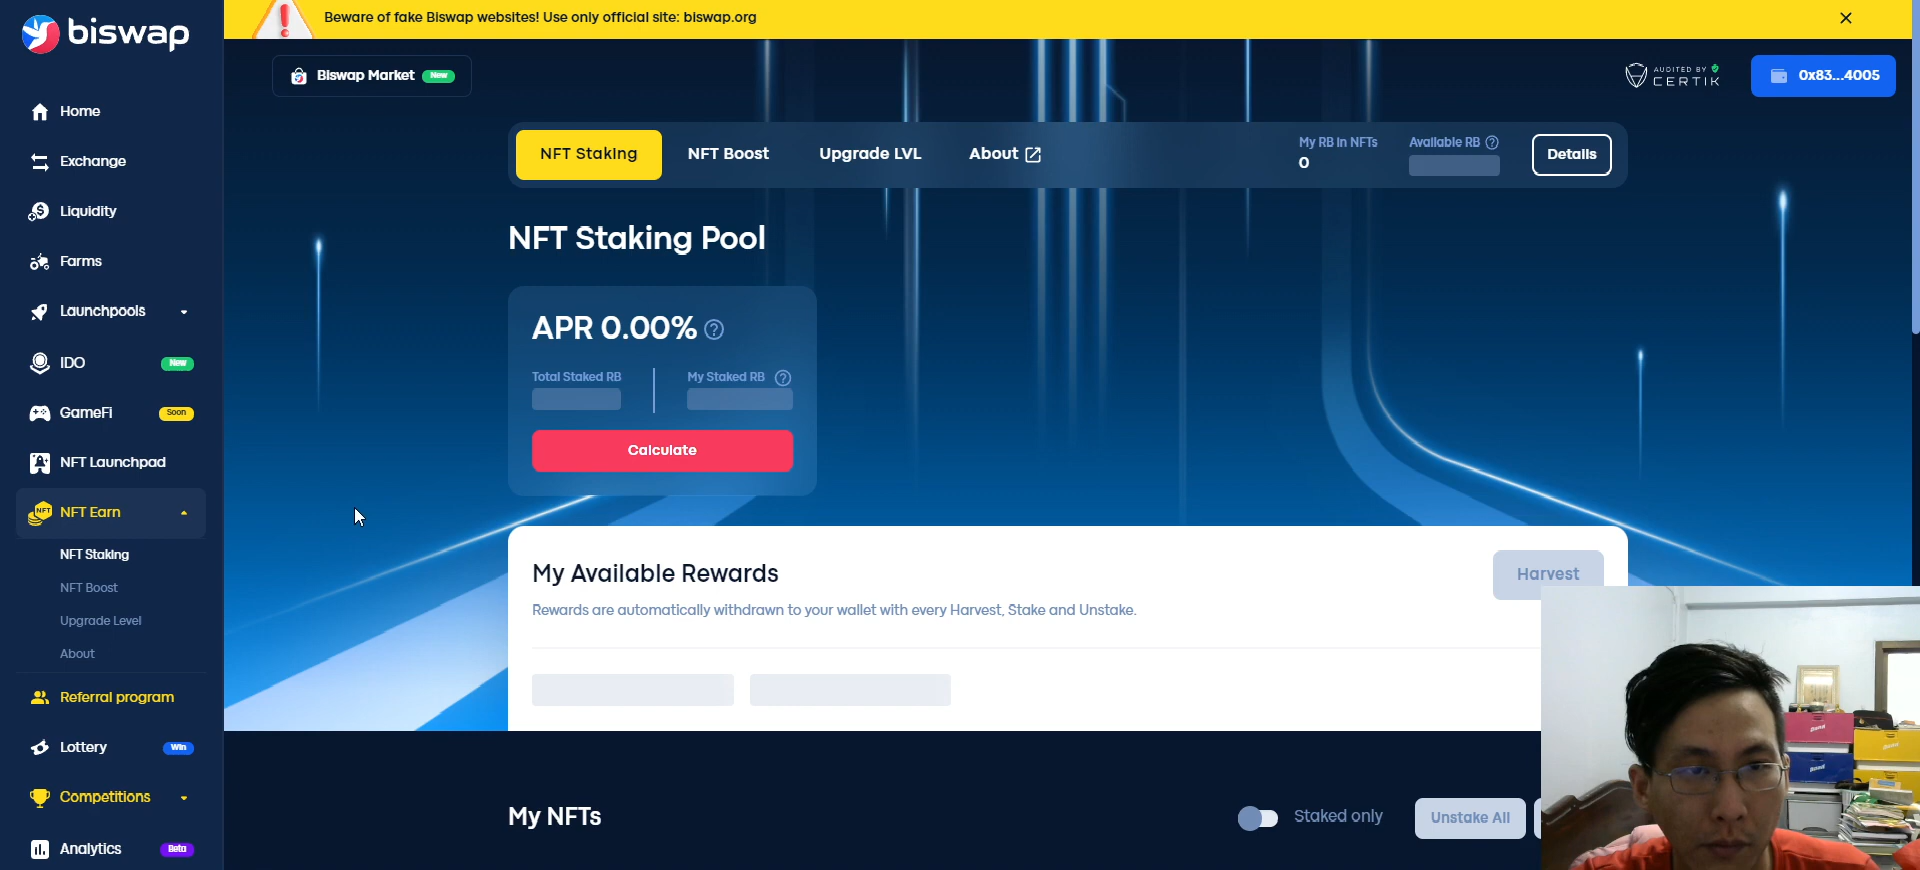 Beware of fake Biswap websites! Use only official site: biswap.org
biswap
Home
Exchange
Liquidity
Farms
Launchpools
IDO New
GameFi Soon
NFT Launchpad
NFT Earn
NFT Staking
NFT Boost
Upgrade Level
About
Referral program
Lottery Win
Competitions
Analytics Beta
Biswap Market New
AUDITED BY
CERTIK
0x83...4005
NFT Staking NFT Boost Upgrade LVL About
My RB in NFTs
0
Available RB
Details
NFT Staking Pool
APR 0.00%
Total Staked RB
My Staked RB
Calculate
My Available Rewards
Harvest
Rewards are automatically withdrawn to your wallet with every Harvest, Stake and Unstake.
My NFTs
Staked only
Unstake All